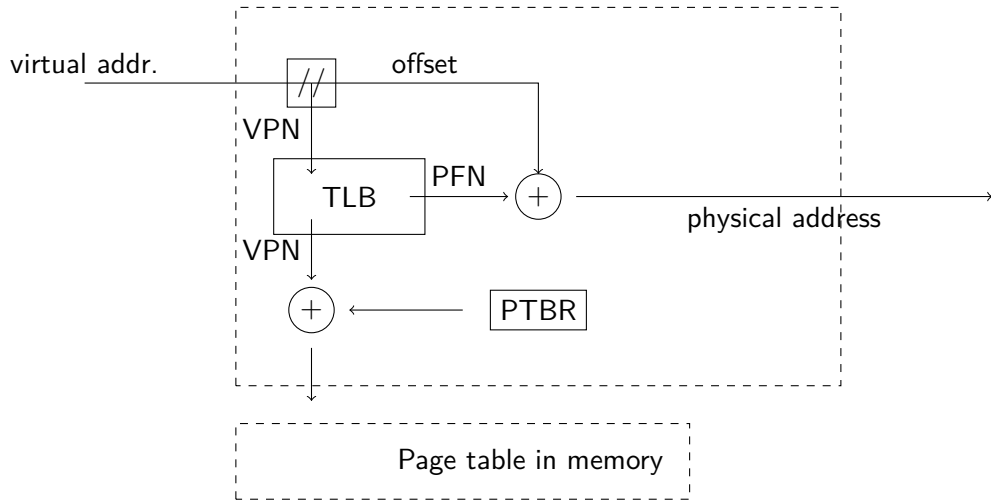 virtual addr.
//
offset
VPN
TLB
PFN
+
physical address
VPN
+
PTBR
Page table in memory